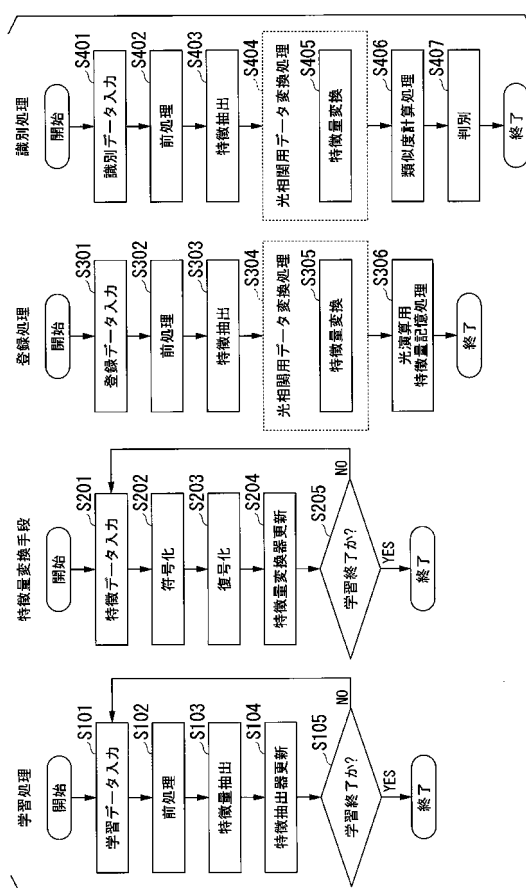 学習処理
開始
S101
学習データ入力
S102
前処理
S103
特徴量抽出
S104
特徴抽出器更新
S105
学習終了か?
NO
YES
終了
特徴量変換手段
開始
S201
特徴データ入力
S202
符号化
S203
復号化
S204
特徴量変換器更新
S205
学習終了か?
NO
YES
終了
登録処理
開始
S301
登録データ入力
S302
前処理
S303
特徴抽出
S304
光相関用データ変換処理
S305
特徴量変換
S306
光演算用
特徴量記憶処理
終了
識別処理
開始
S401
識別データ入力
S402
前処理
S403
特徴抽出
S404
光相関用データ変換処理
S405
特徴量変換
S406
類似度計算処理
S407
判別
終了